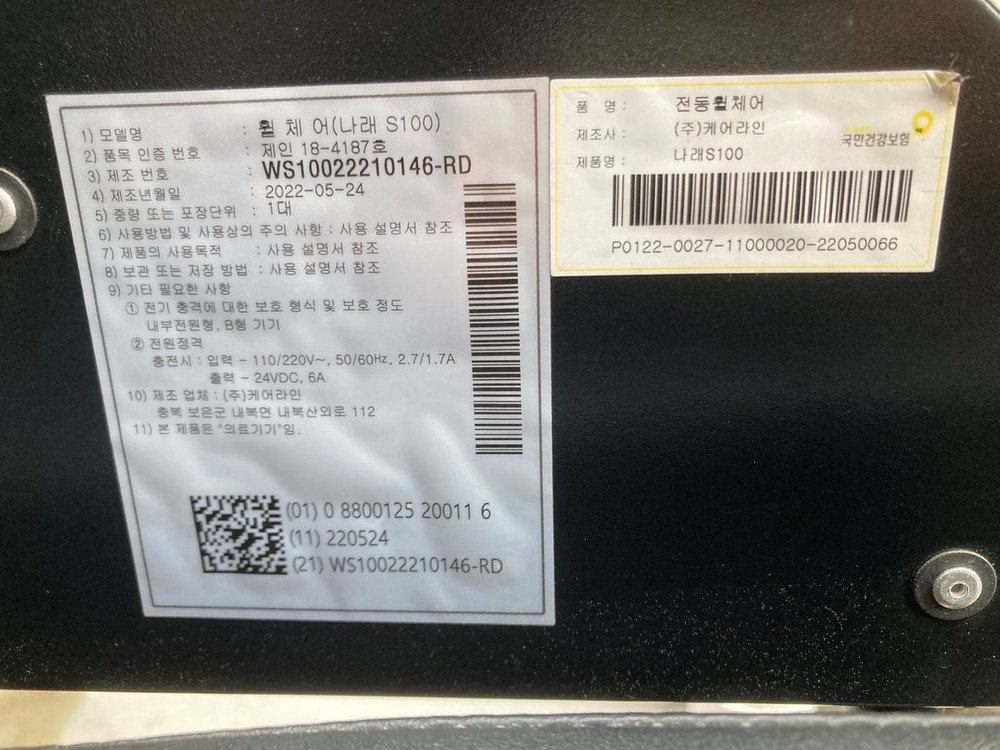 1) 모델명 : 휠 체 어(나래 S100)
2) 품목 인증 번호 : 제인 18-4187호
3) 제조 번호 : WS10022210146-RD
4) 제조년월일 : 2022-05-24
5) 중량 또는 포장단위 : 1대
6) 사용방법 및 사용상의 주의 사항 : 사용 설명서 참조
7) 제품의 사용목적 : 사용 설명서 참조
8) 보관 또는 저장 방법 : 사용 설명서 참조
9) 기타 필요한 사항
① 전기 충격에 대한 보호 형식 및 보호 정도
내부전원형, B형 기기
② 전원정격
충전시 : 입력 - 110/220V~, 50/60Hz, 2.7/1.7A
출력 - 24VDC, 6A
10) 제조 업체 : (주)케어라인
충북 보은군 내북면 내북산외로 112
11) 본 제품은 "의료기기"임.
(01) 0 8800125 20011 6
(11) 220524
(21) WS10022210146-RD
품 명 : 전동휠체어
제조사 : (주)케어라인
제품명 : 나래S100
국민건강보험
P0122-0027-11000020-22050066